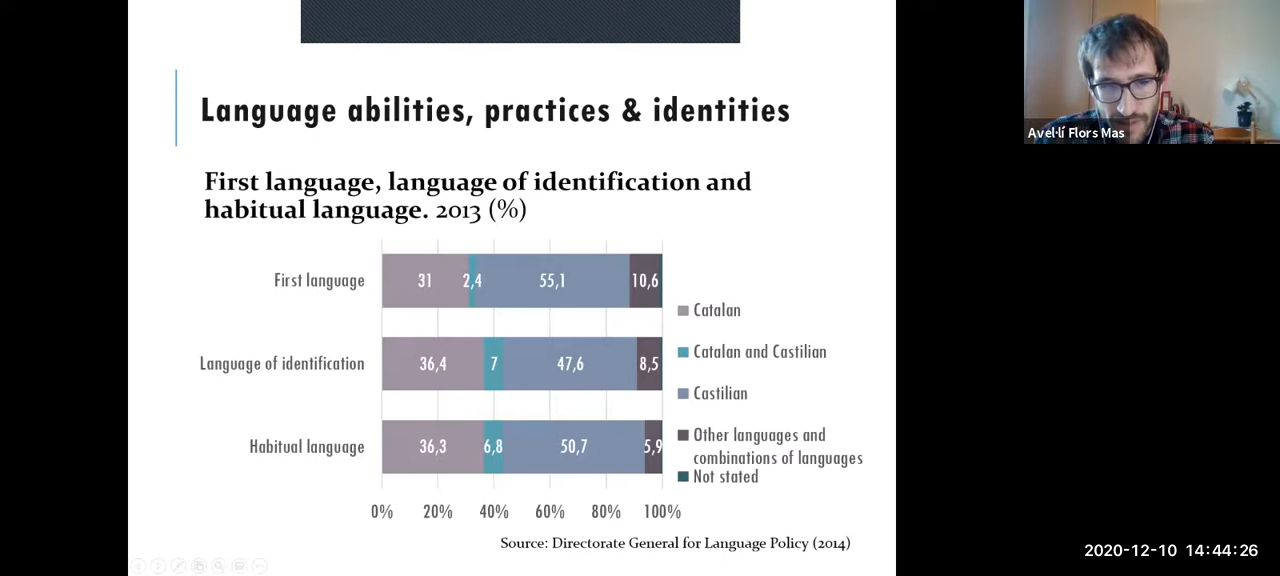 Language abilities, practices & identities
First language, language of identification and
habitual language. 2013 (%)
First language
31
2,4
55,1
10,6
Language of identification
36,4
7
47,6
8,5
Habitual language
36,3
6,8
50,7
5,9
0%
20%
40%
60%
80%
100%
Catalan
Catalan and Castilian
Castilian
Other languages and
combinations of languages
Not stated
Source: Directorate General for Language Policy (2014)
Avel·lí Flors Mas
2020-12-10 14:44:26